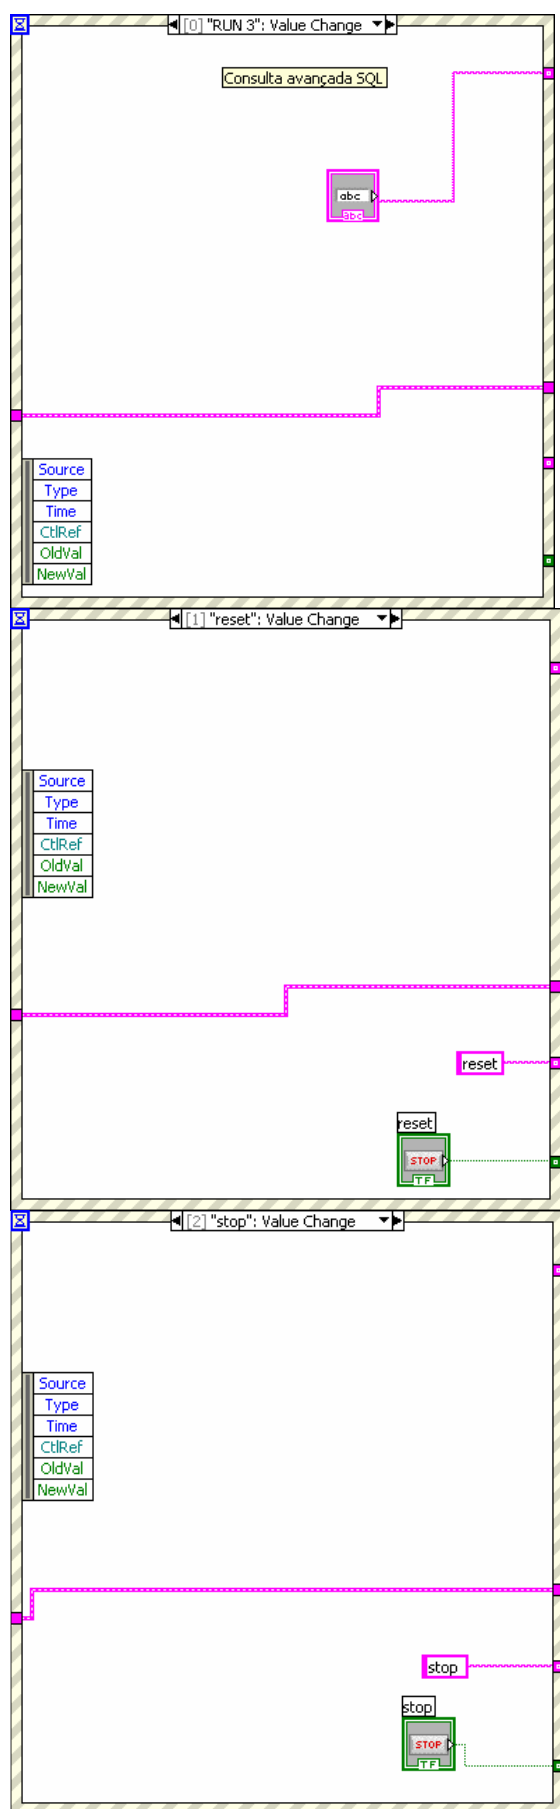 [0] "RUN 3": Value Change
Consulta avançada SQL
abc
abc
Source
Type
Time
CtlRef
OldVal
NewVal
[1] "reset": Value Change
Source
Type
Time
CtlRef
OldVal
NewVal
reset
reset
STOP
TF
[2] "stop": Value Change
Source
Type
Time
CtlRef
OldVal
NewVal
stop
stop
STOP
TF